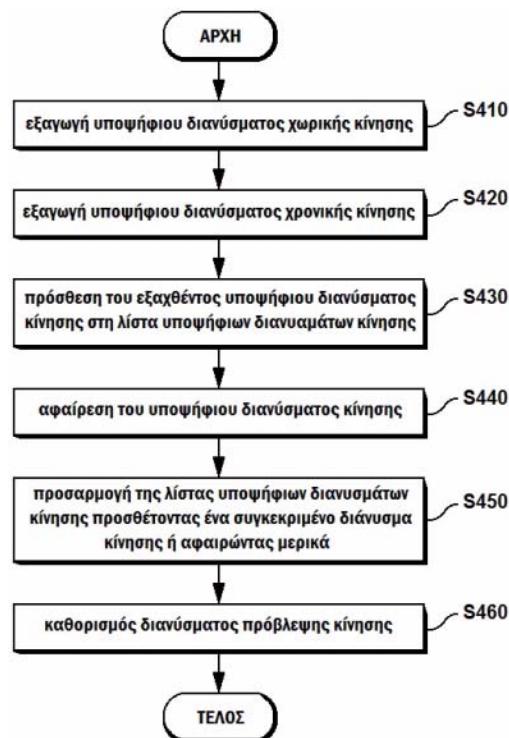 ΑΡΧΗ
εξαγωγή υποψήφιου διανύσματος χωρικής κίνησης
S410
εξαγωγή υποψήφιου διανύσματος χρονικής κίνησης
S420
πρόσθεση του εξαχθέντος υποψήφιου διανύσματος
κίνησης στη λίστα υποψήφιων διανυαμάτων κίνησης
S430
αφαίρεση του υποψήφιου διανύσματος κίνησης
S440
προσαρμογή της λίστας υποψήφιων διανυσμάτων
κίνησης προσθέτοντας ένα συγκεκριμένο διάνυσμα
κίνησης ή αφαιρώντας μερικά
S450
καθορισμός διανύσματος πρόβλεψης κίνησης
S460
ΤΕΛΟΣ